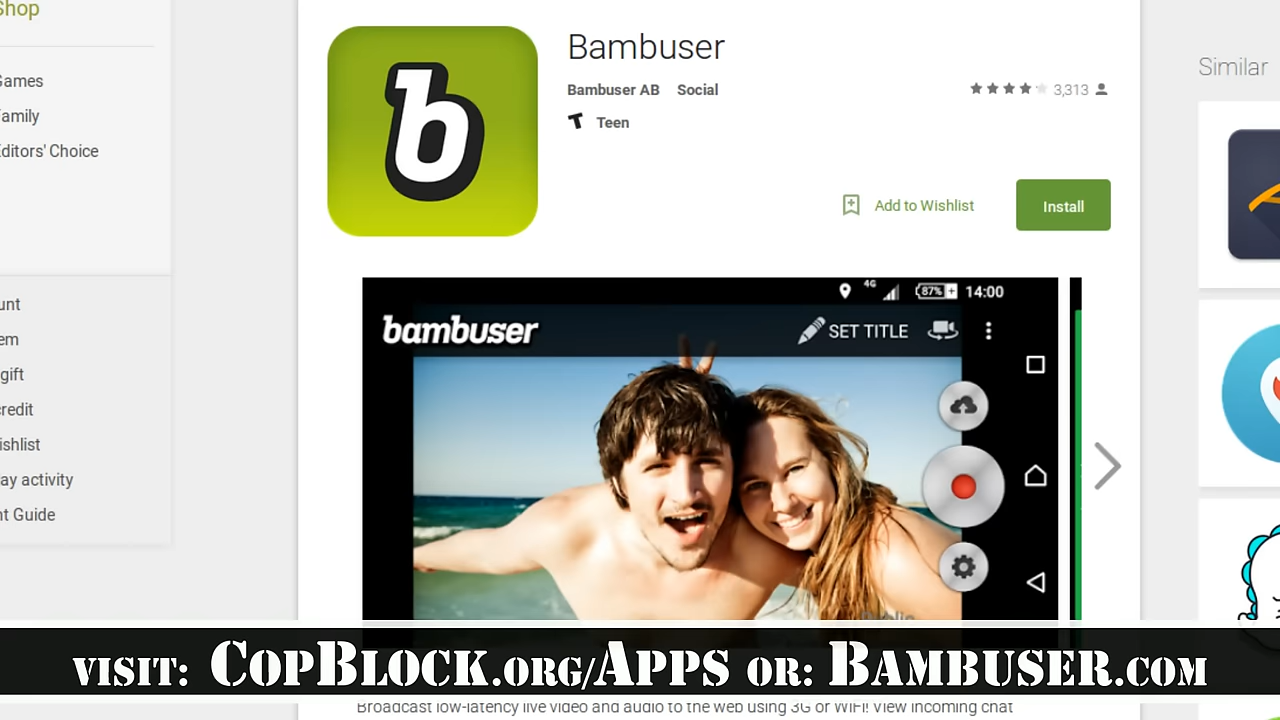 Shop
Games
Family
Editors' Choice
unt
em
gift
credit
ishlist
ay activity
nt Guide
b
Bambuser
Bambuser AB Social
3,313
T Teen
Add to Wishlist
Install
Similar
4G 87% 14:00
bambuser
SET TITLE
VISIT: COPBLOCK.ORG/APPS OR: BAMBUSER.COM
Broadcast low-latency live video and audio to the web using 3G or WiFi! View incoming chat